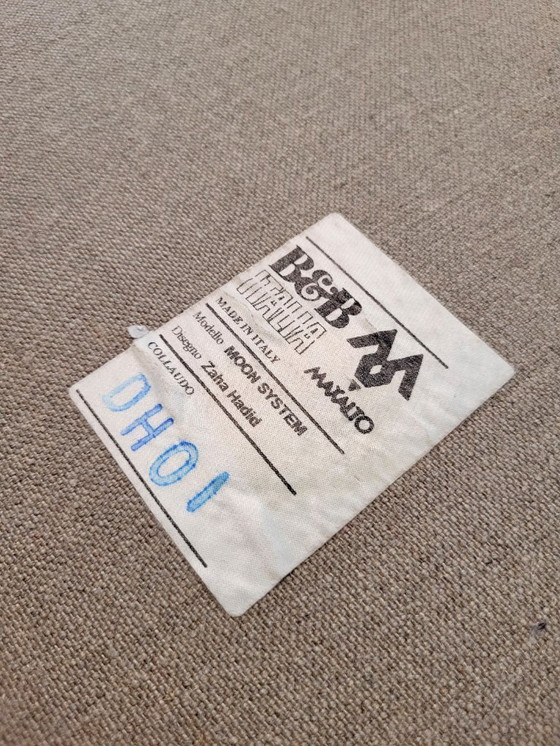 B&B
ITALIA
MAXALTO
MADE IN ITALY
Modello MOON SYSTEM
Disegno Zaha Hadid
COLLAUDO
DH01